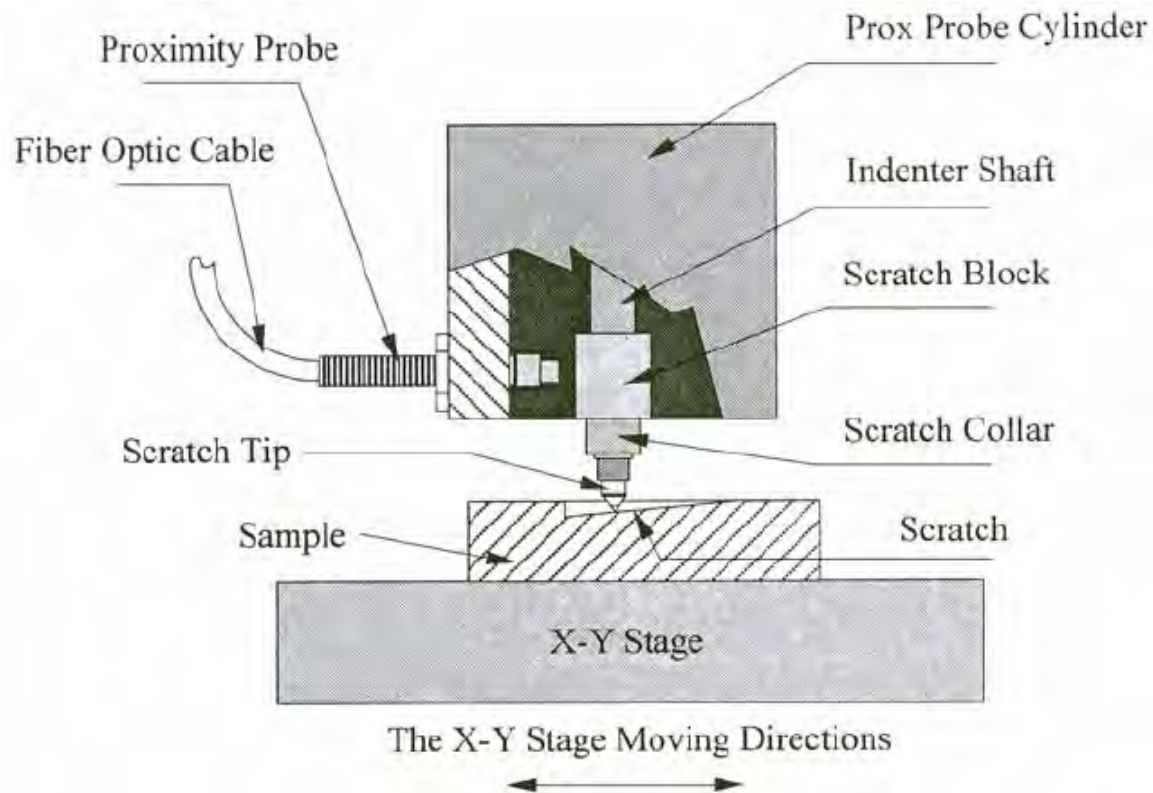 Prox Probe Cylinder
Proximity Probe
Fiber Optic Cable
Indenter Shaft
Scratch Block
Scratch Collar
Scratch Tip
Sample
Scratch
X-Y Stage
The X-Y Stage Moving Directions